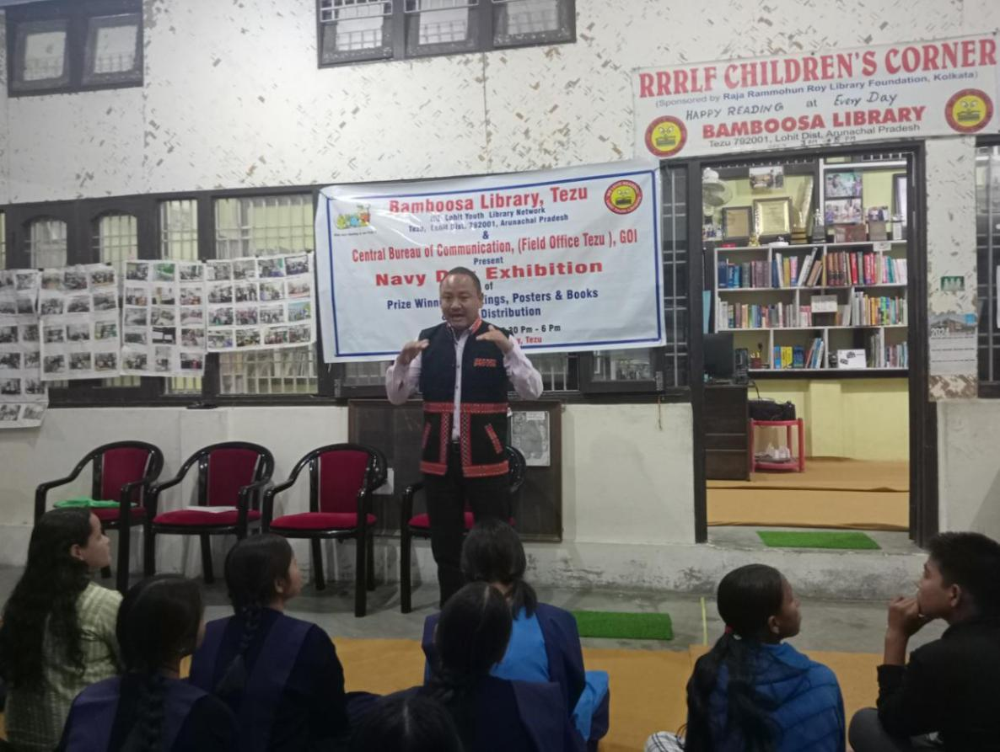 RRRLF CHILDREN'S CORNER
(Sponsored by Raja Rammohun Roy Library Foundation, Kolkata)
HAPPY READING at Every Day
BAMBOOSA LIBRARY
Tezu 792001, Lohit Dist, Arunachal Pradesh
Bamboosa Library, Tezu
Lohit Youth Library Network
Tezu, Lohit Dist. 792001, Arunachal Pradesh
&
Central Bureau of Communication, (Field Office Tezu ), GOI
Present
Navy D Exhibition
of
Prize Winn ings, Posters & Books
Distribution
30 Pm - 6 Pm
Tezu
2024